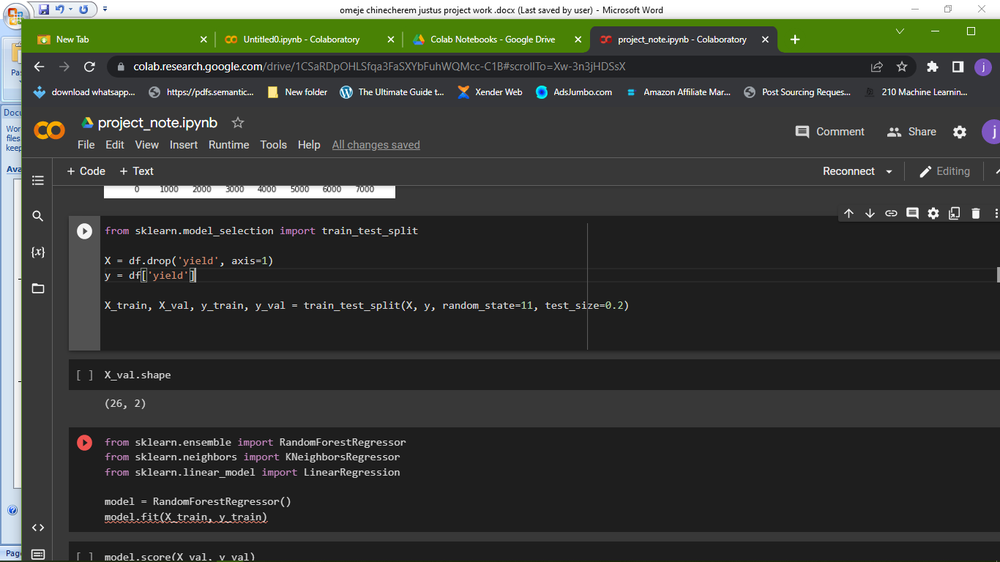 omeje chinecherem justus project work .docx (Last saved by user) - Microsoft Word
New Tab
Untitled0.ipynb - Colaboratory
Colab Notebooks - Google Drive
project_note.ipynb - Colaboratory
colab.research.google.com/drive/1CSaRDpOHLSfqa3FaSXYbFuhWQMcc-C1B#scrollTo=Xw-3n3jHDSsX
j
download whatsapp...
https://pdfs.semantic...
New folder
The Ultimate Guide t...
Xender Web
AdsJumbo.com
Amazon Affiliate Mar...
Post Sourcing Reques...
210 Machine Learnin...
Pas
Docu
Wor
files
keep
Ava
Pag
project_note.ipynb
Comment
Share
j
File Edit View Insert Runtime Tools Help All changes saved
+ Code + Text
Reconnect
Editing
0 1000 2000 3000 4000 5000 6000 7000
from sklearn.model_selection import train_test_split
X = df.drop('yield', axis=1)
y = df['yield']
X_train, X_val, y_train, y_val = train_test_split(X, y, random_state=11, test_size=0.2)
[ ] X_val.shape
(26, 2)
from sklearn.ensemble import RandomForestRegressor
from sklearn.neighbors import KNeighborsRegressor
from sklearn.linear_model import LinearRegression
model = RandomForestRegressor()
model.fit(X_train, y_train)
[ ] model.score(X_val, y_val)